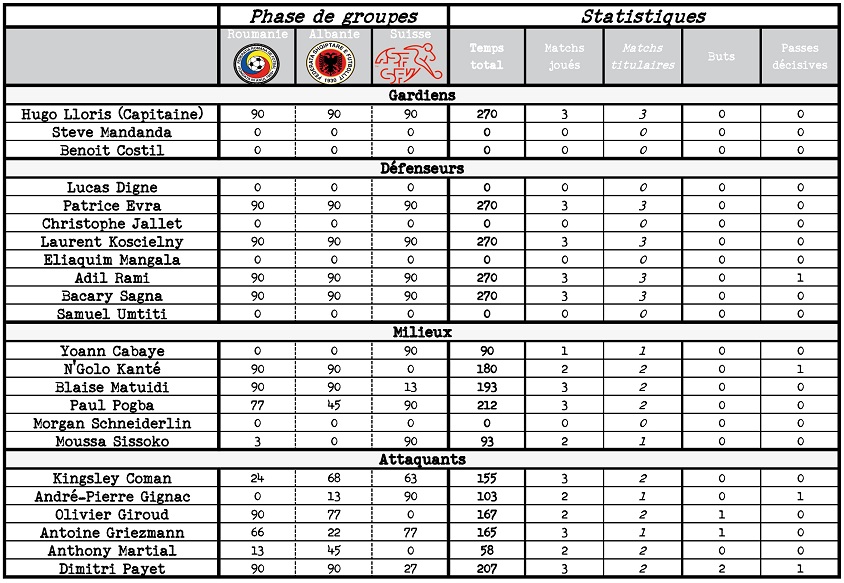 Phase de groupes Statistiques
Roumanie Albanie Suisse Temps total Matchs joués Matchs titulaires Buts Passes décisives
Gardiens
Hugo Lloris (Capitaine) 90 90 90 270 3 3 0 0
Steve Mandanda 0 0 0 0 0 0 0 0
Benoit Costil 0 0 0 0 0 0 0 0
Défenseurs
Lucas Digne 0 0 0 0 0 0 0 0
Patrice Evra 90 90 90 270 3 3 0 0
Christophe Jallet 0 0 0 0 0 0 0 0
Laurent Koscielny 90 90 90 270 3 3 0 0
Eliaquim Mangala 0 0 0 0 0 0 0 0
Adil Rami 90 90 90 270 3 3 0 1
Bacary Sagna 90 90 90 270 3 3 0 0
Samuel Umtiti 0 0 0 0 0 0 0 0
Milieux
Yoann Cabaye 0 0 90 90 1 1 0 0
N'Golo Kanté 90 90 0 180 2 2 0 1
Blaise Matuidi 90 90 13 193 3 2 0 0
Paul Pogba 77 45 90 212 3 2 0 0
Morgan Schneiderlin 0 0 0 0 0 0 0 0
Moussa Sissoko 3 0 90 93 2 1 0 0
Attaquants
Kingsley Coman 24 68 63 155 3 2 0 0
André-Pierre Gignac 0 13 90 103 2 1 0 1
Olivier Giroud 90 77 0 167 2 2 1 0
Antoine Griezmann 66 22 77 165 3 1 1 0
Anthony Martial 13 45 0 58 2 2 0 0
Dimitri Payet 90 90 27 207 3 2 2 1